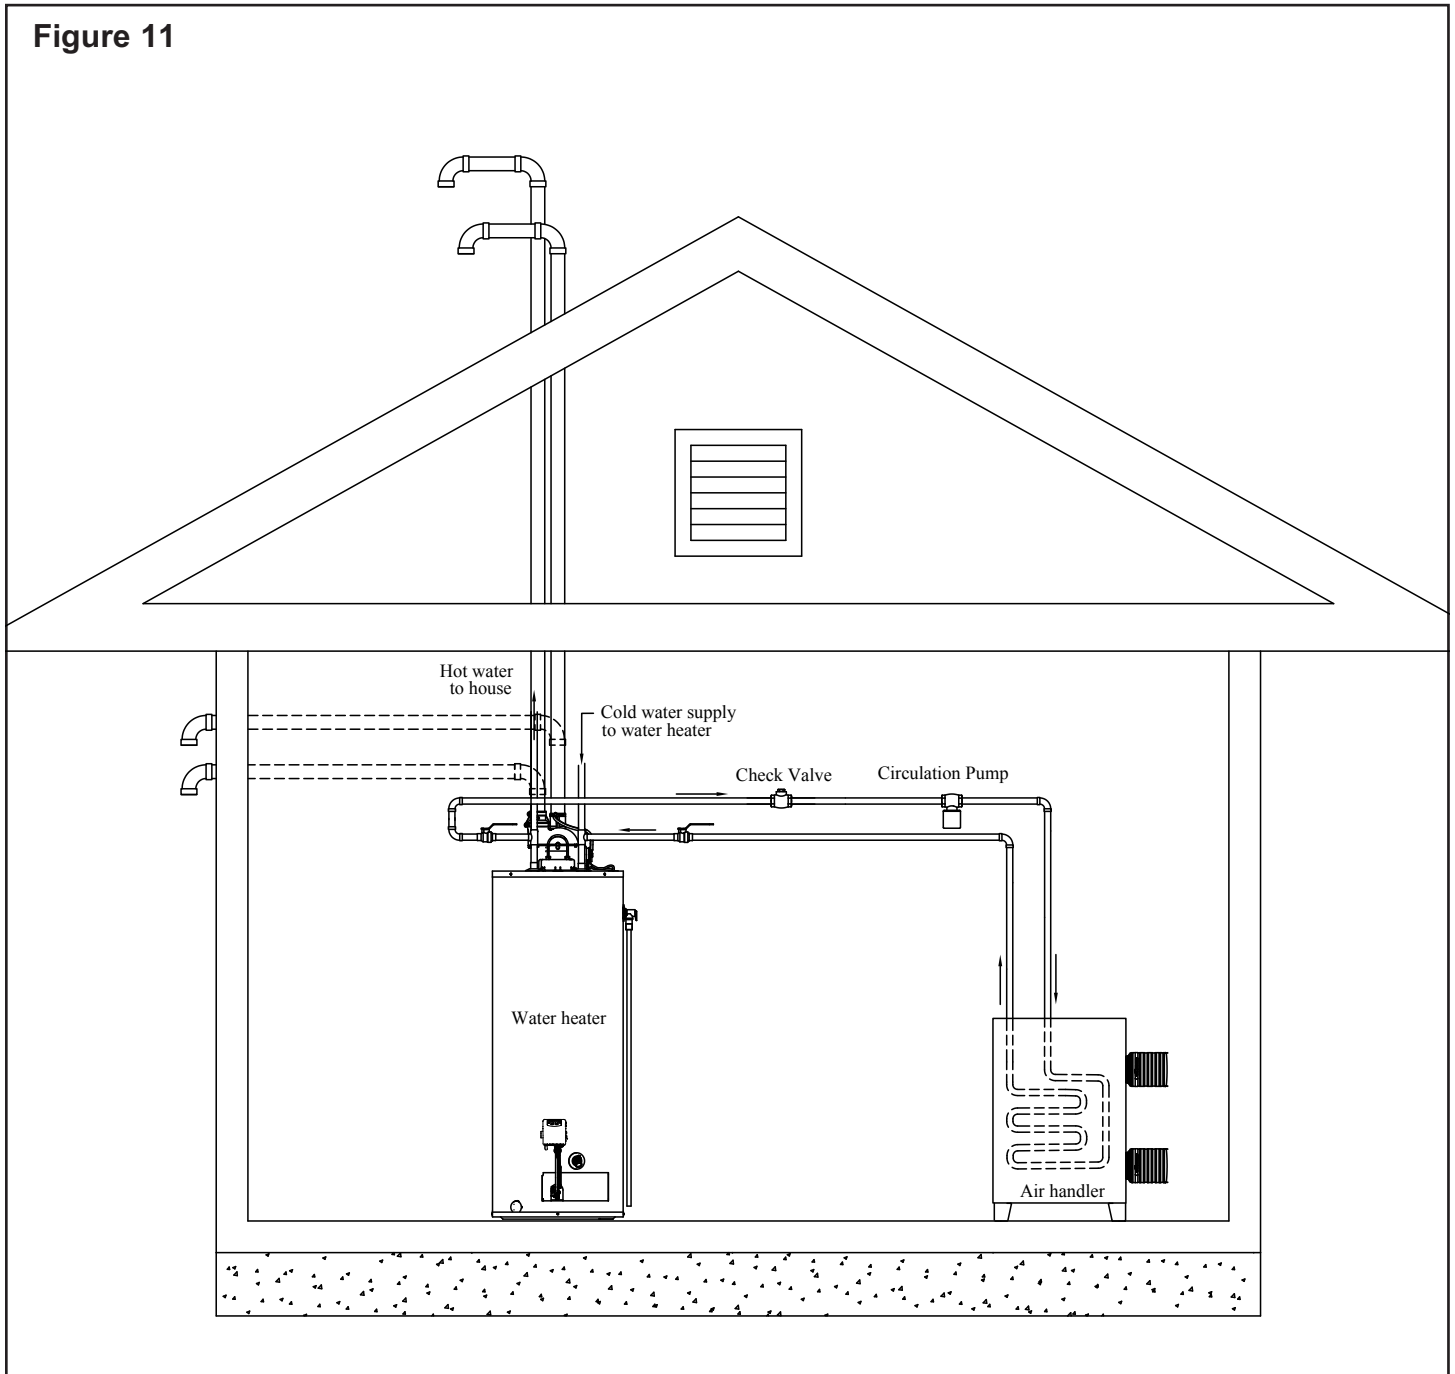 Figure 11
Hot water
to house
Cold water supply
to water heater
Check Valve
Circulation Pump
Water heater
Air handler